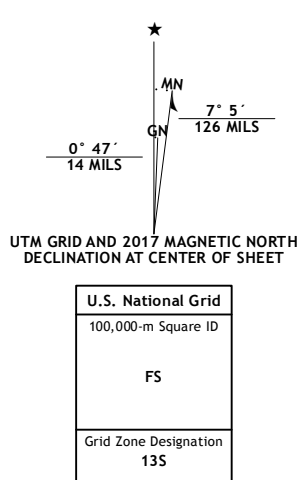 ★
MN
GN
7° 5´
126 MILS
0° 47´
14 MILS
UTM GRID AND 2017 MAGNETIC NORTH
DECLINATION AT CENTER OF SHEET
U.S. National Grid
100,000-m Square ID
FS
Grid Zone Designation
13S